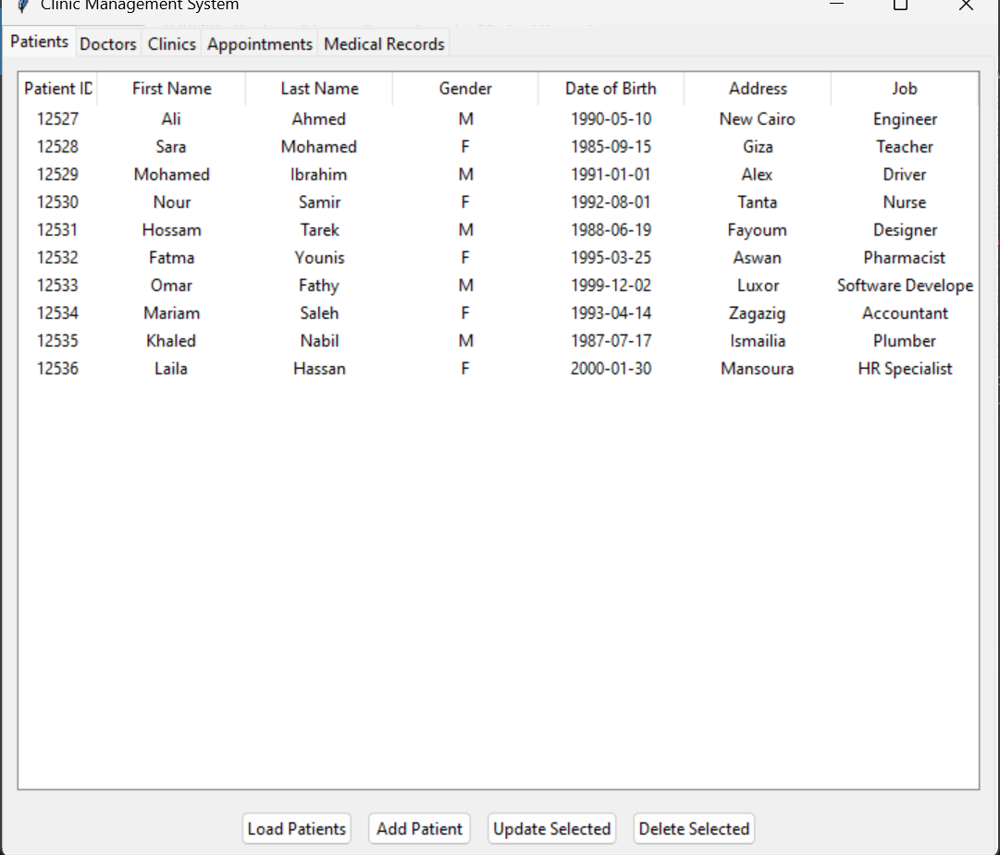 Clinic Management System
Patients Doctors Clinics Appointments Medical Records
Patient ID First Name Last Name Gender Date of Birth Address Job
12527 Ali Ahmed M 1990-05-10 New Cairo Engineer
12528 Sara Mohamed F 1985-09-15 Giza Teacher
12529 Mohamed Ibrahim M 1991-01-01 Alex Driver
12530 Nour Samir F 1992-08-01 Tanta Nurse
12531 Hossam Tarek M 1988-06-19 Fayoum Designer
12532 Fatma Younis F 1995-03-25 Aswan Pharmacist
12533 Omar Fathy M 1999-12-02 Luxor Software Develope
12534 Mariam Saleh F 1993-04-14 Zagazig Accountant
12535 Khaled Nabil M 1987-07-17 Ismailia Plumber
12536 Laila Hassan F 2000-01-30 Mansoura HR Specialist
Load Patients Add Patient Update Selected Delete Selected